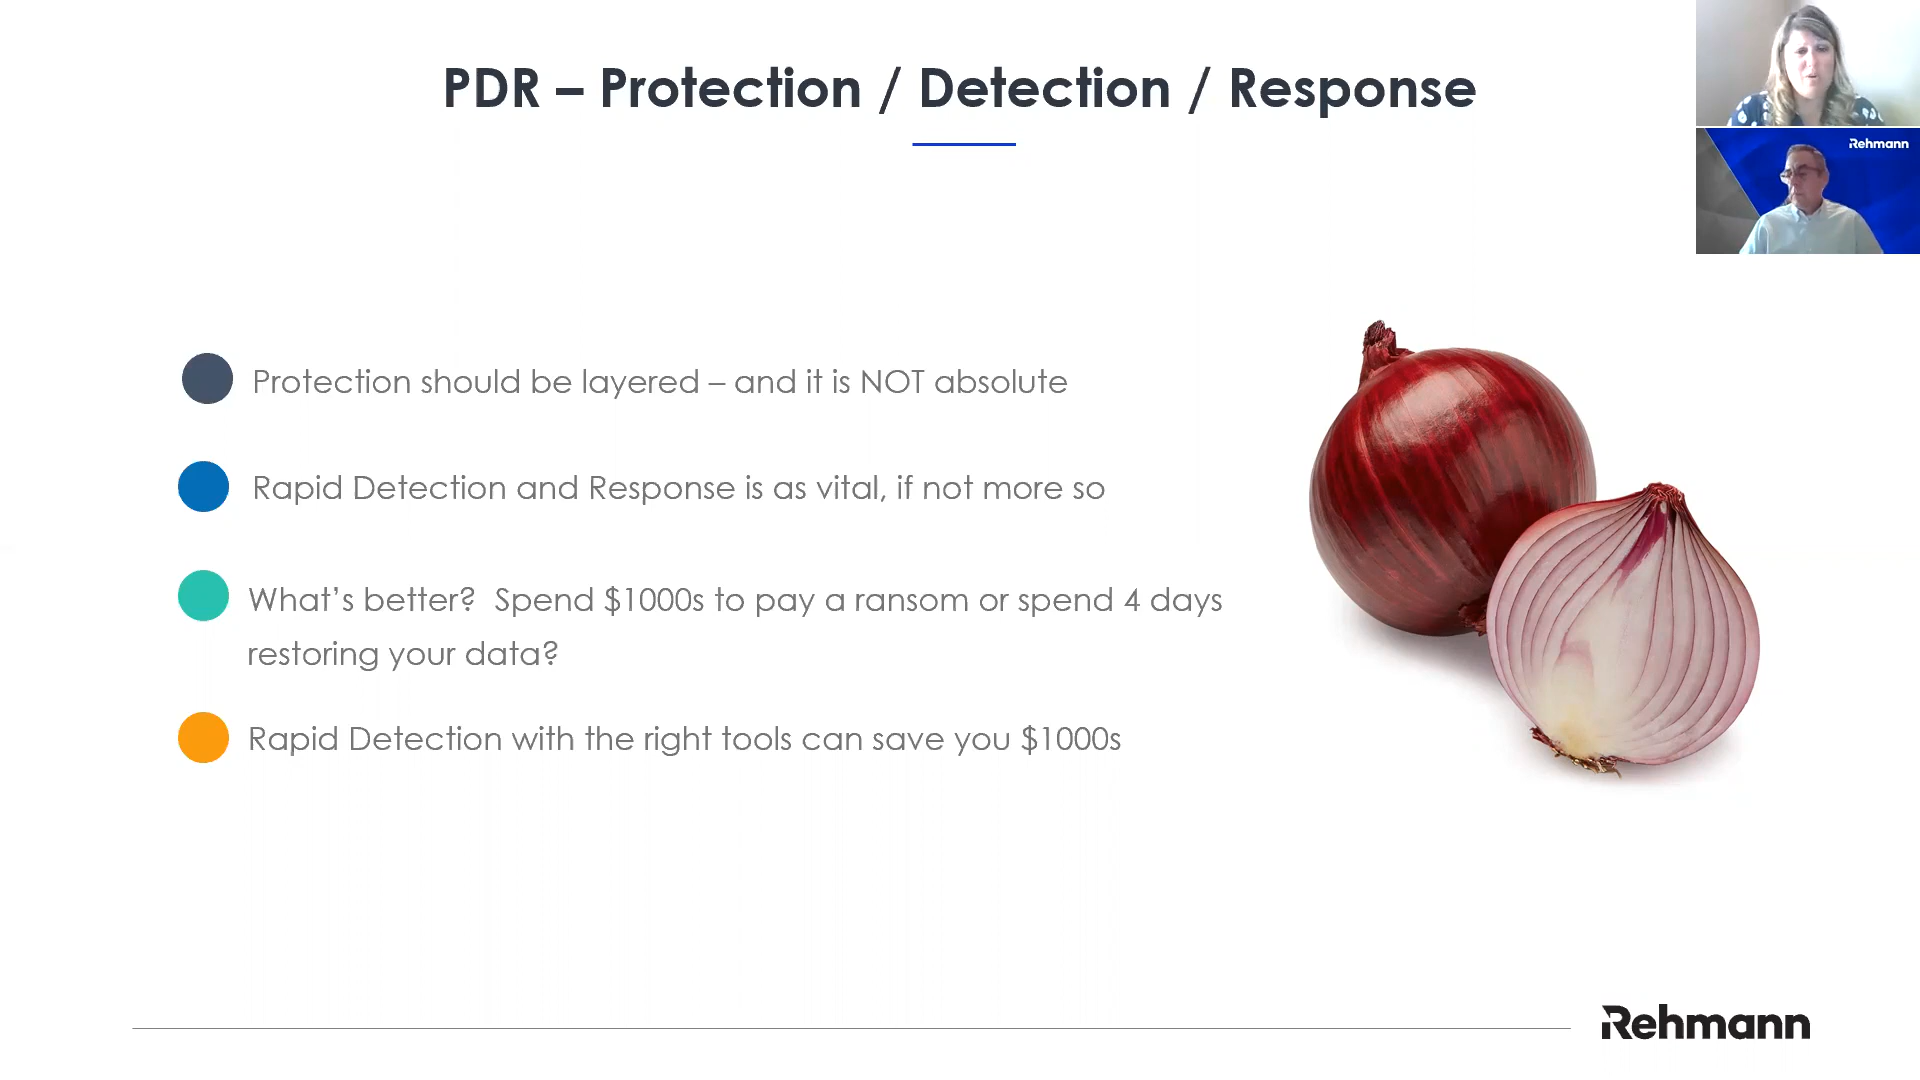 PDR – Protection / Detection / Response
Rehmann
Protection should be layered – and it is NOT absolute
Rapid Detection and Response is as vital, if not more so
What’s better?  Spend $1000s to pay a ransom or spend 4 days
restoring your data?
Rapid Detection with the right tools can save you $1000s
Rehmann